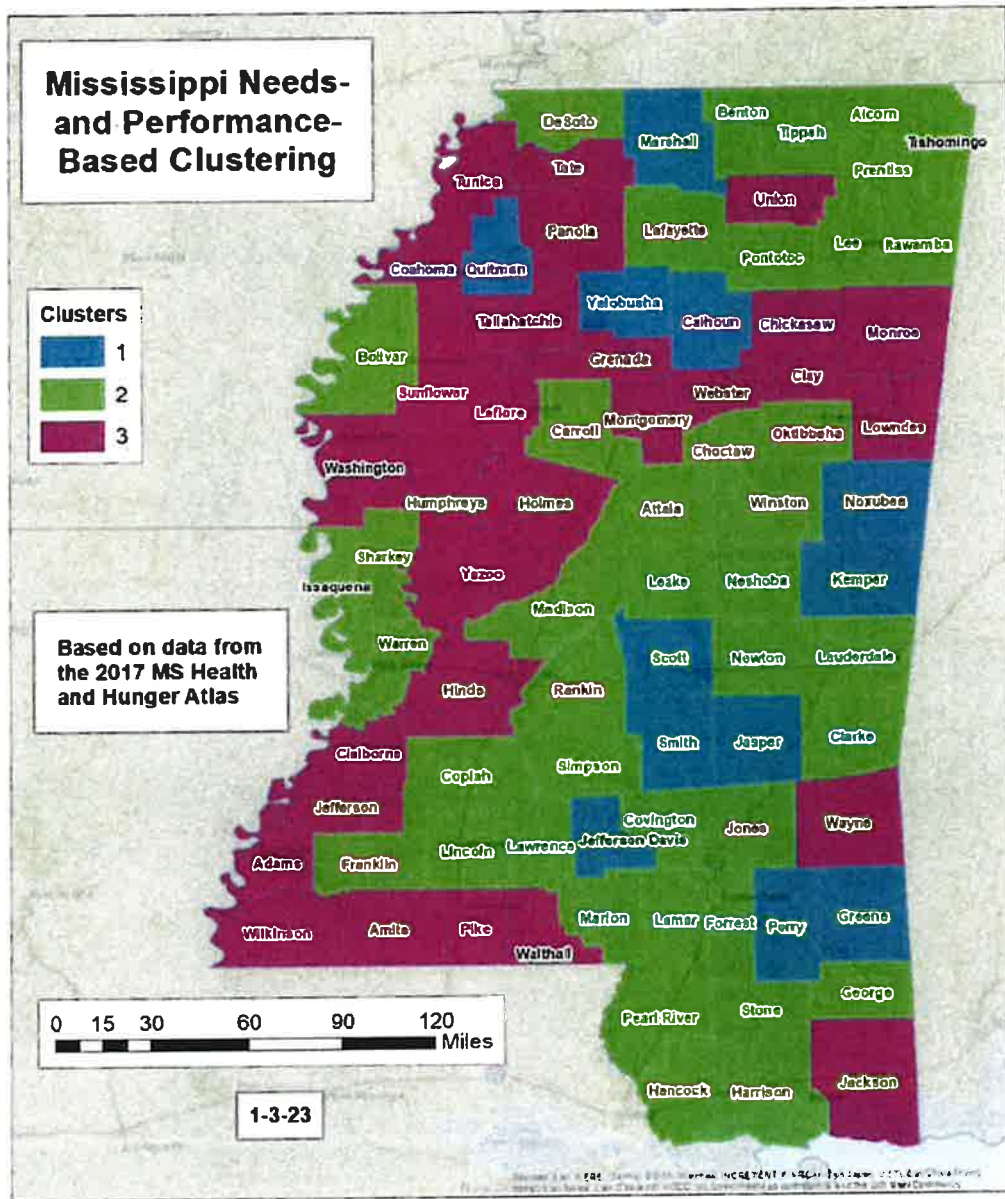 Mississippi Needs-
and Performance-
Based Clustering
Clusters
1
2
3
Based on data from
the 2017 MS Health
and Hunger Atlas
DeSoto
Marshall
Benton
Tippah
Alcorn
Tishomingo
Prentiss
Tunica
Tate
Union
Panola
Lafayette
Pontotoc
Lee
Itawamba
Coahoma
Quitman
Yalobusha
Calhoun
Chickasaw
Monroe
Tallahatchie
Bolivar
Grenada
Clay
Sunflower
Webster
Leflore
Carroll
Montgomery
Choctaw
Oktibbeha
Lowndes
Washington
Humphreys
Holmes
Attala
Winston
Noxubee
Sharkey
Issaquena
Yazoo
Leake
Neshoba
Kemper
Madison
Warren
Scott
Newton
Lauderdale
Hinds
Rankin
Claiborne
Smith
Jasper
Clarke
Copiah
Simpson
Jefferson
Covington
Jones
Wayne
Lincoln
Lawrence
Jefferson Davis
Adams
Franklin
Wilkinson
Amite
Pike
Walthall
Marion
Lamar
Forrest
Perry
Greene
George
Pearl River
Stone
Jackson
Hancock
Harrison
0 15 30 60 90 120
Miles
1-3-23